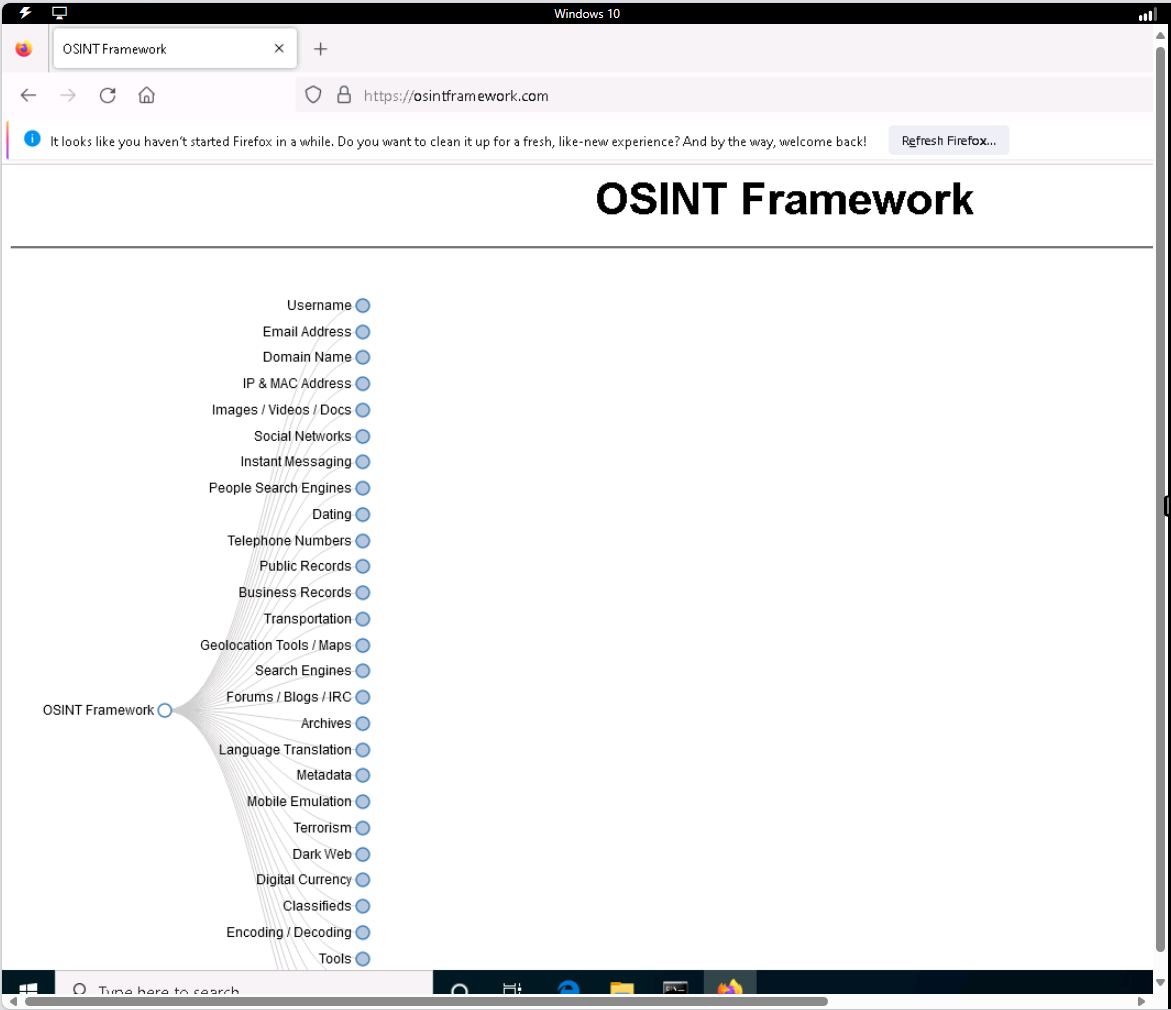 Windows 10
OSINT Framework
https://osintframework.com
It looks like you haven't started Firefox in a while. Do you want to clean it up for a fresh, like-new experience? And by the way, welcome back!
Refresh Firefox...
OSINT Framework
Username
Email Address
Domain Name
IP & MAC Address
Images / Videos / Docs
Social Networks
Instant Messaging
People Search Engines
Dating
Telephone Numbers
Public Records
Business Records
Transportation
Geolocation Tools / Maps
Search Engines
Forums / Blogs / IRC
OSINT Framework
Archives
Language Translation
Metadata
Mobile Emulation
Terrorism
Dark Web
Digital Currency
Classifieds
Encoding / Decoding
Tools
Type here to search